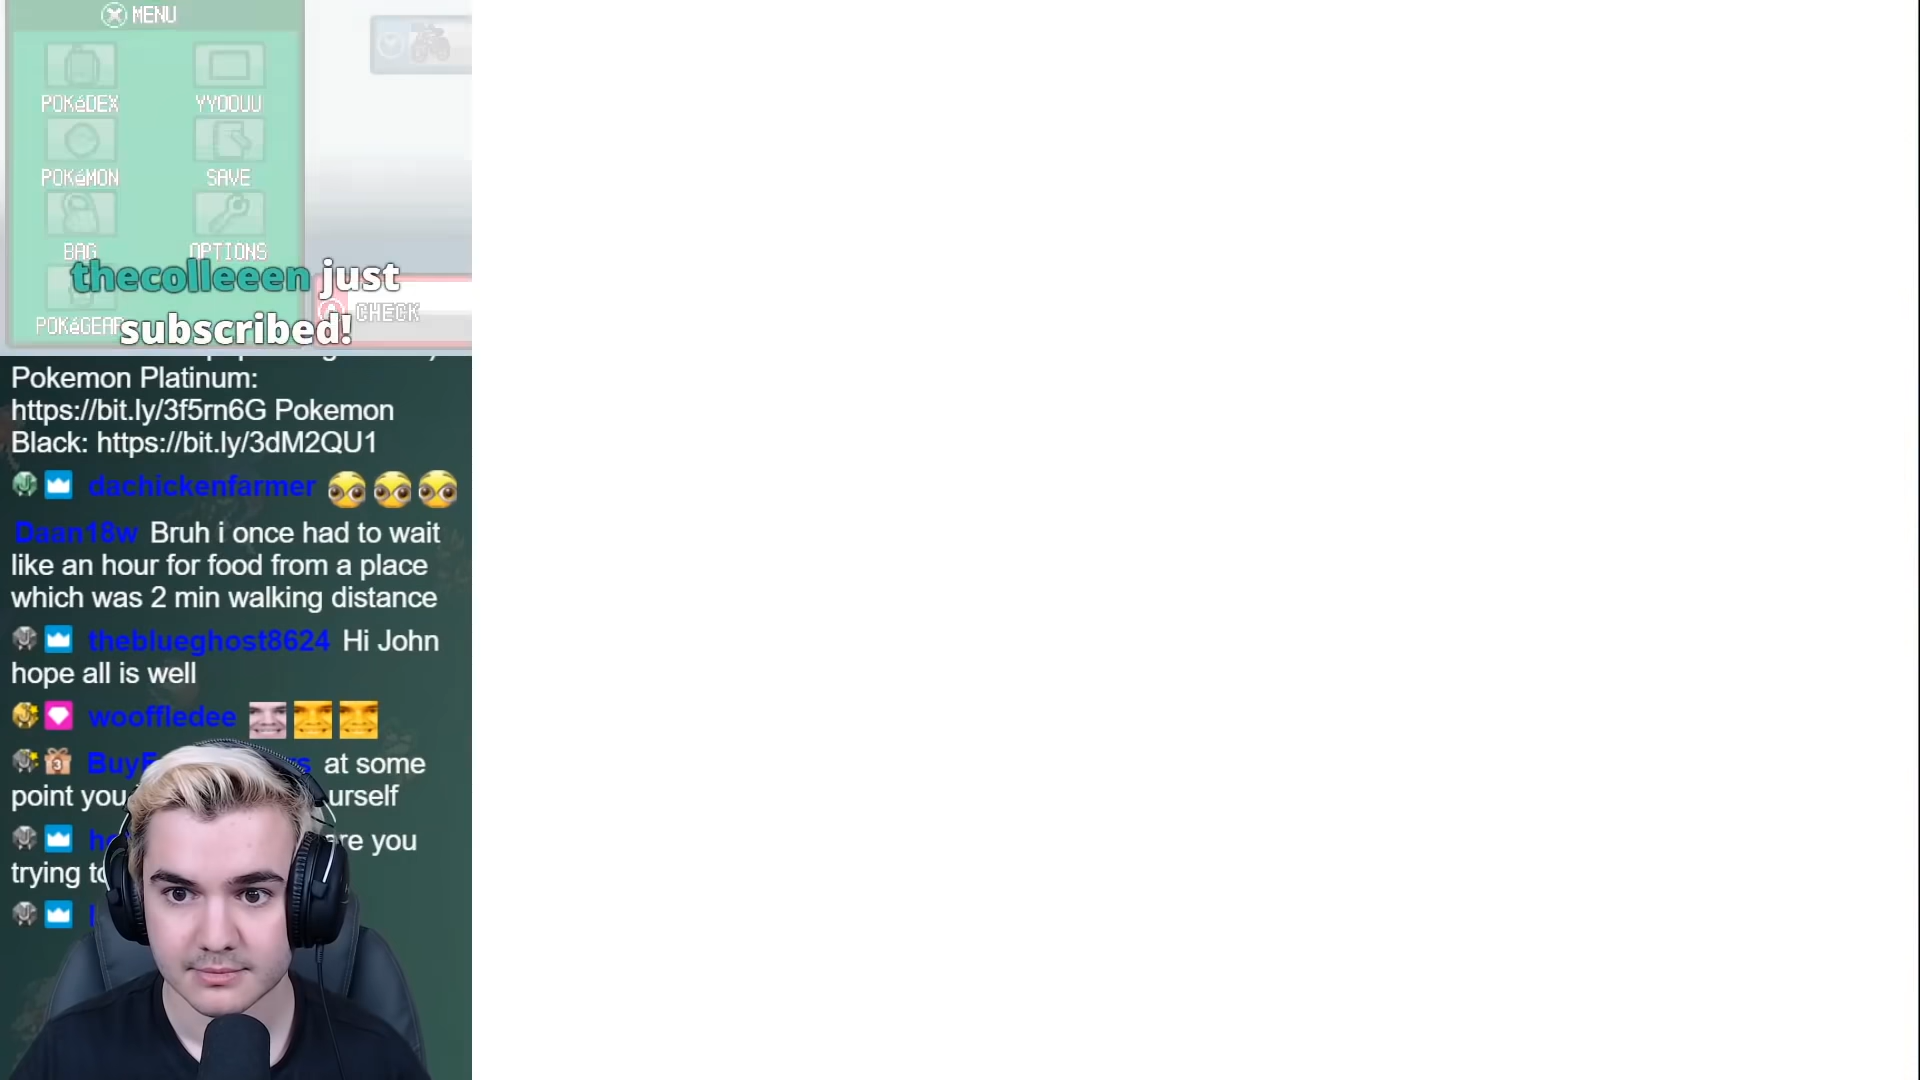 MENU
POKéDEX
YYOOUU
POKéMON
SAVE
BAG
OPTIONS
POKéGEAR
CHECK
thecolleeen just
subscribed!
Pokemon Platinum:
https://bit.ly/3f5rn6G Pokemon
Black: https://bit.ly/3dM2QU1
dachickenfarmer
Daan18w Bruh i once had to wait
like an hour for food from a place
which was 2 min walking distance
theblueghost8624 Hi John
hope all is well
wooffledee
at some
point you
are you
trying